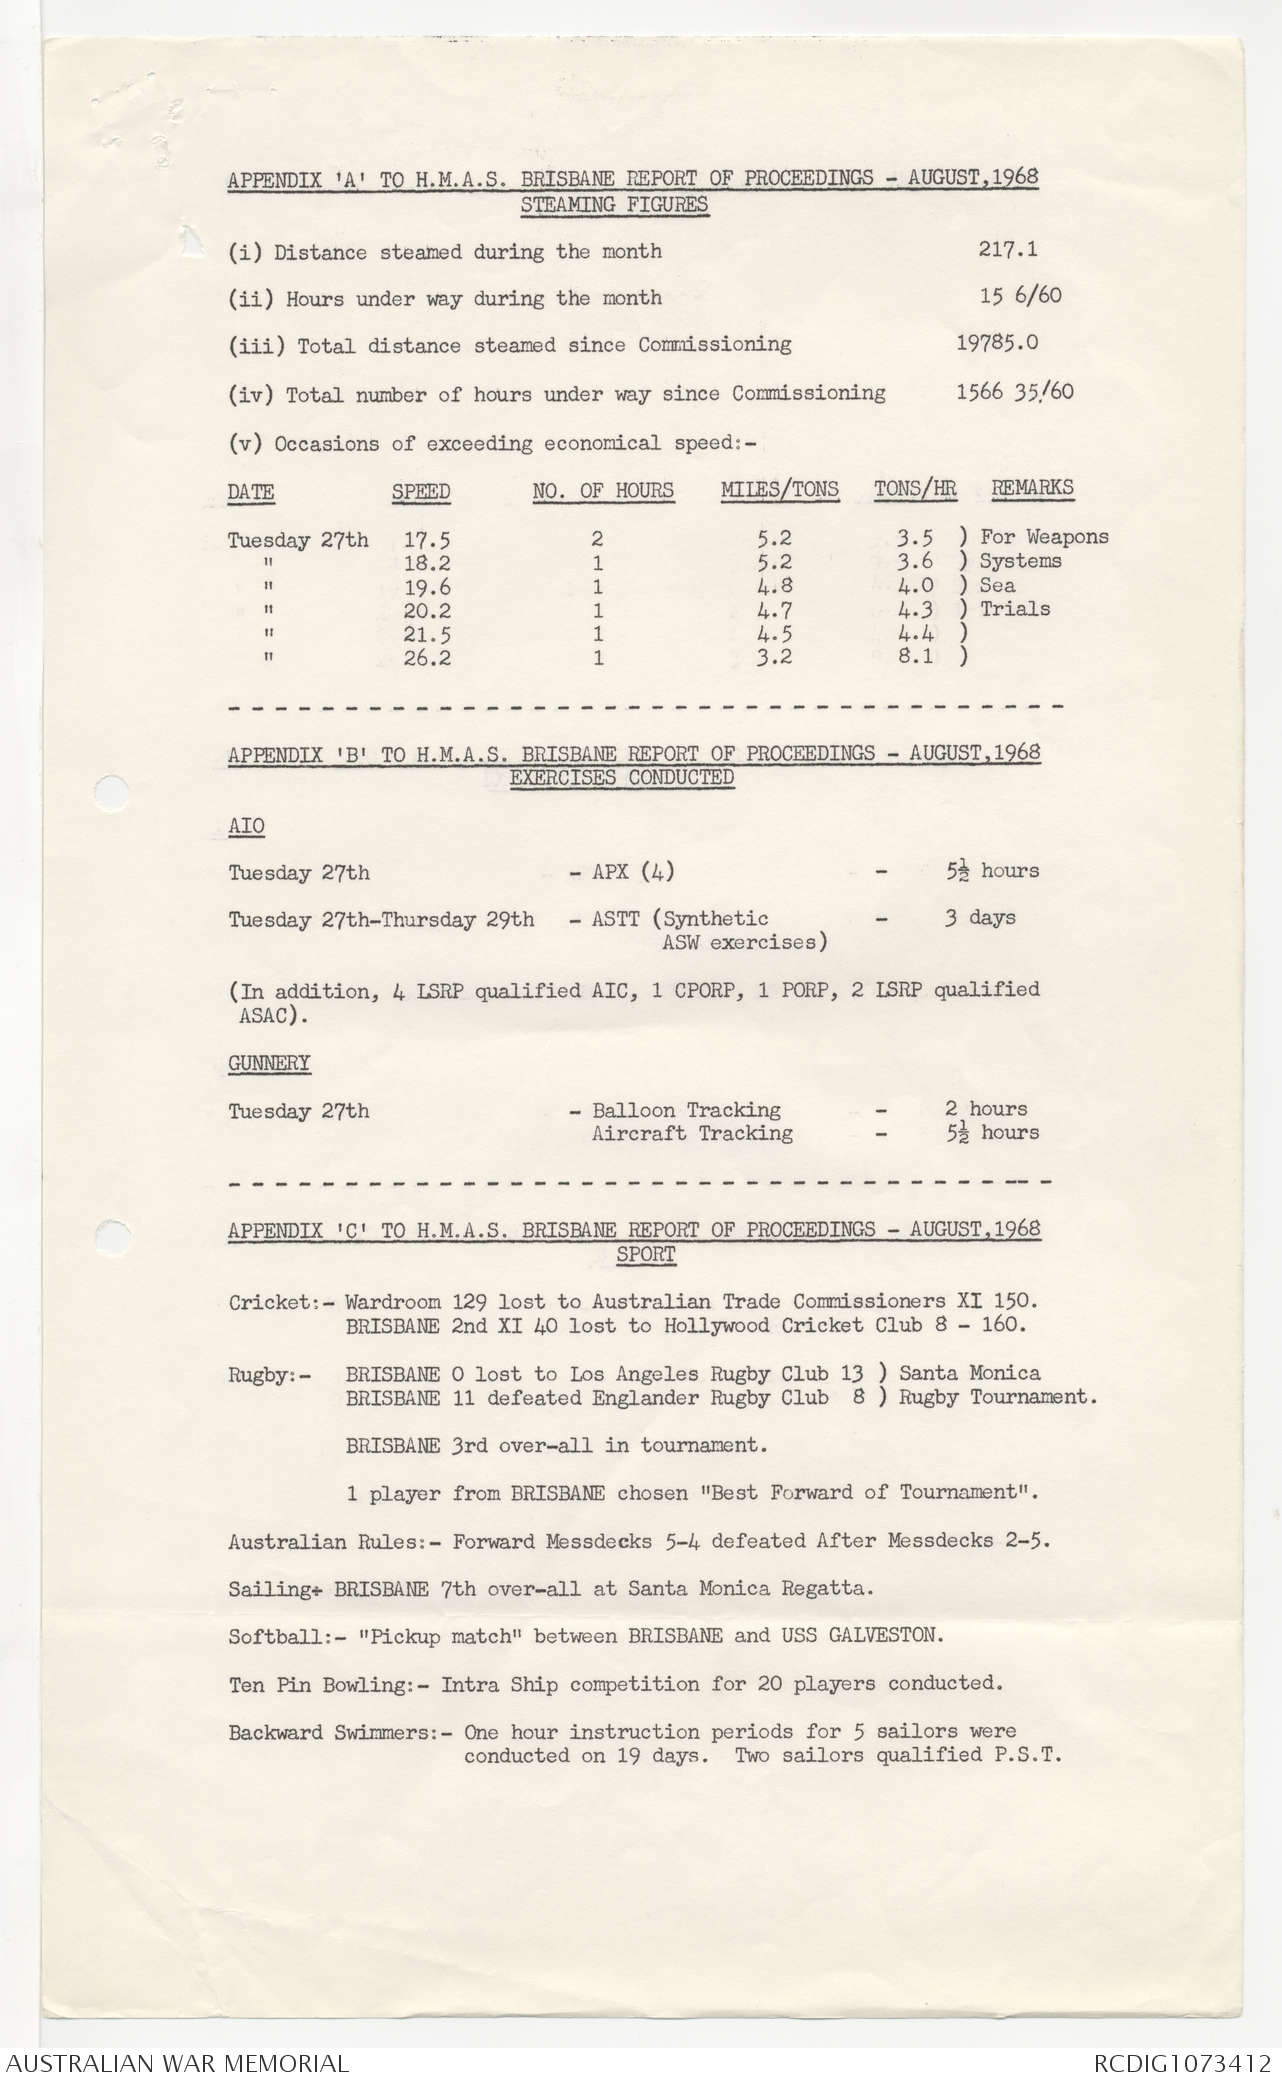 APPENDIX 'A' TO H.M.A.S. BRISBANE REPORT OF PROCEEDINGS - AUGUST,1968
STEAMING FIGURES
(i) Distance steamed during the month 217.1
(ii) Hours under way during the month 15 6/60
(iii) Total distance steamed since Commissioning 19785.0
(iv) Total number of hours under way since Commissioning 1566 35/60
(v) Occasions of exceeding economical speed:-
DATE SPEED NO. OF HOURS MILES/TONS TONS/HR REMARKS
Tuesday 27th 17.5 2 5.2 3.5 ) For Weapons
" 18.2 1 5.2 3.6 ) Systems
" 19.6 1 4.8 4.0 ) Sea
" 20.2 1 4.7 4.3 ) Trials
" 21.5 1 4.5 4.4 )
" 26.2 1 3.2 8.1 )
- - - - - - - - - - - - - - - - - - - - - - - - - - - - - - - - - - - -
APPENDIX 'B' TO H.M.A.S. BRISBANE REPORT OF PROCEEDINGS - AUGUST,1968
EXERCISES CONDUCTED
AIO
Tuesday 27th - APX (4) - 5½ hours
Tuesday 27th-Thursday 29th - ASTT (Synthetic - 3 days
ASW exercises)
(In addition, 4 LSRP qualified AIC, 1 CPORP, 1 PORP, 2 LSRP qualified
ASAC).
GUNNERY
Tuesday 27th - Balloon Tracking - 2 hours
Aircraft Tracking - 5½ hours
- - - - - - - - - - - - - - - - - - - - - - - - - - - - - - - - - -- -
APPENDIX 'C' TO H.M.A.S. BRISBANE REPORT OF PROCEEDINGS - AUGUST,1968
SPORT
Cricket:- Wardroom 129 lost to Australian Trade Commissioners XI 150.
BRISBANE 2nd XI 40 lost to Hollywood Cricket Club 8 - 160.
Rugby:- BRISBANE 0 lost to Los Angeles Rugby Club 13 ) Santa Monica
BRISBANE 11 defeated Englander Rugby Club 8 ) Rugby Tournament.
BRISBANE 3rd over-all in tournament.
1 player from BRISBANE chosen "Best Forward of Tournament".
Australian Rules:- Forward Messdecks 5-4 defeated After Messdecks 2-5.
Sailing:- BRISBANE 7th over-all at Santa Monica Regatta.
Softball:- "Pickup match" between BRISBANE and USS GALVESTON.
Ten Pin Bowling:- Intra Ship competition for 20 players conducted.
Backward Swimmers:- One hour instruction periods for 5 sailors were
conducted on 19 days. Two sailors qualified P.S.T.
AUSTRALIAN WAR MEMORIAL RCDIG1073412